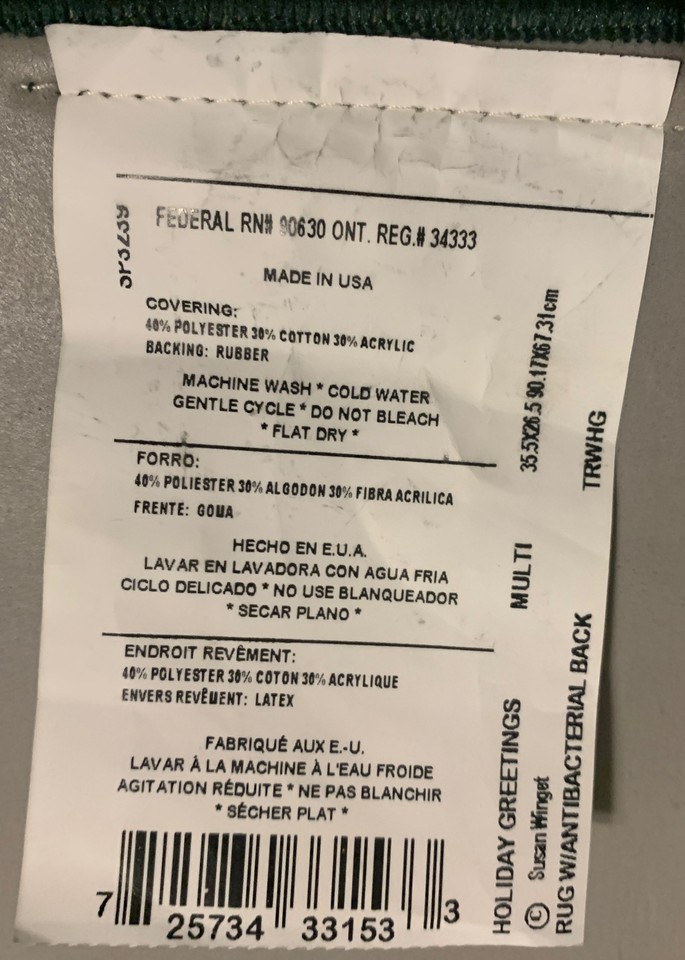 SP3239
FEDERAL RN# 90630 ONT. REG.# 34333
MADE IN USA
COVERING:
40% POLYESTER 30% COTTON 30% ACRYLIC
BACKING: RUBBER
MACHINE WASH * COLD WATER
GENTLE CYCLE * DO NOT BLEACH
* FLAT DRY *
FORRO:
40% POLIESTER 30% ALGODON 30% FIBRA ACRILICA
FRENTE: GOMA
HECHO EN E.U.A.
LAVAR EN LAVADORA CON AGUA FRIA
CICLO DELICADO * NO USE BLANQUEADOR
* SECAR PLANO *
ENDROIT REVÊMENT:
40% POLYESTER 30% COTON 30% ACRYLIQUE
ENVERS REVÊMENT: LATEX
FABRIQUÉ AUX E.-U.
LAVAR À LA MACHINE À L'EAU FROIDE
AGITATION RÉDUITE * NE PAS BLANCHIR
* SÉCHER PLAT *
7 25734 33153 3
HOLIDAY GREETINGS MULTI 35.5X26.5 90.17X67.31cm
© Susan Winget
RUG W/ANTIBACTERIAL BACK TRWHG